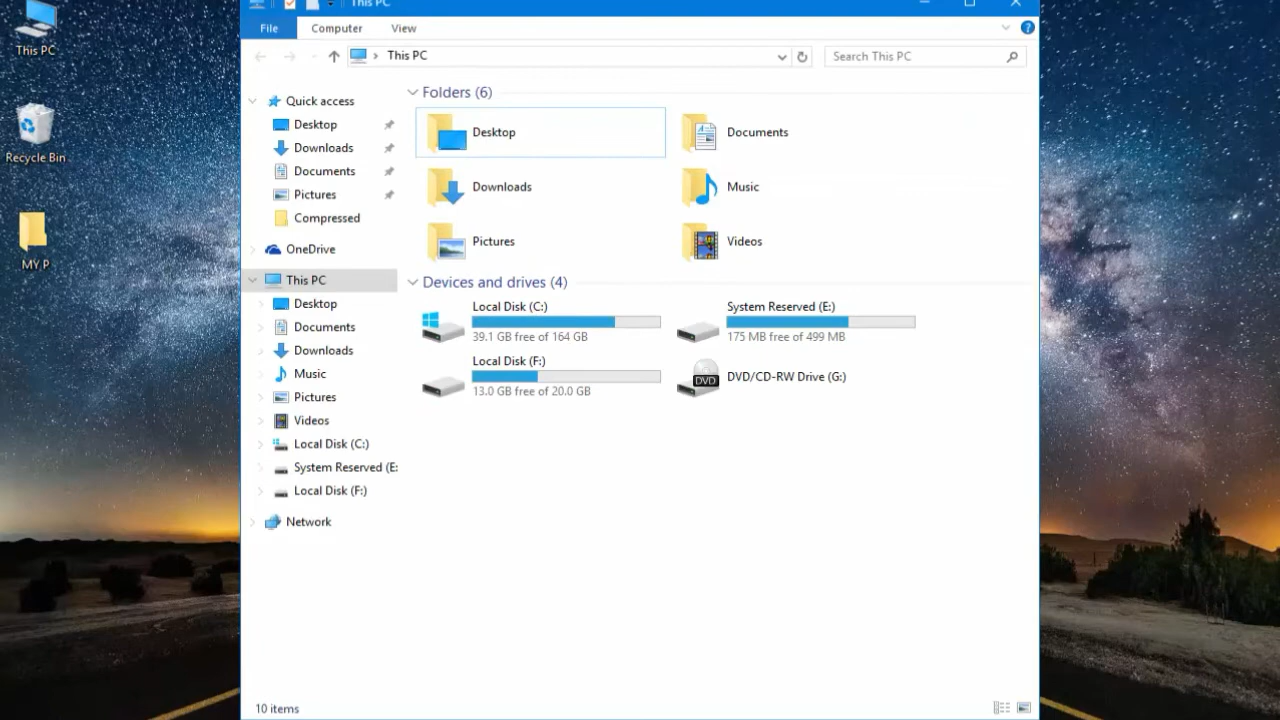 This PC
File
Computer
View
This PC
Search This PC
This PC
Recycle Bin
MY P
Quick access
Desktop
Downloads
Documents
Pictures
Compressed
OneDrive
This PC
Desktop
Documents
Downloads
Music
Pictures
Videos
Local Disk (C:)
System Reserved (E:
Local Disk (F:)
Network
Folders (6)
Desktop
Documents
Downloads
Music
Pictures
Videos
Devices and drives (4)
Local Disk (C:)
39.1 GB free of 164 GB
System Reserved (E:)
175 MB free of 499 MB
Local Disk (F:)
13.0 GB free of 20.0 GB
DVD
DVD/CD-RW Drive (G:)
10 items